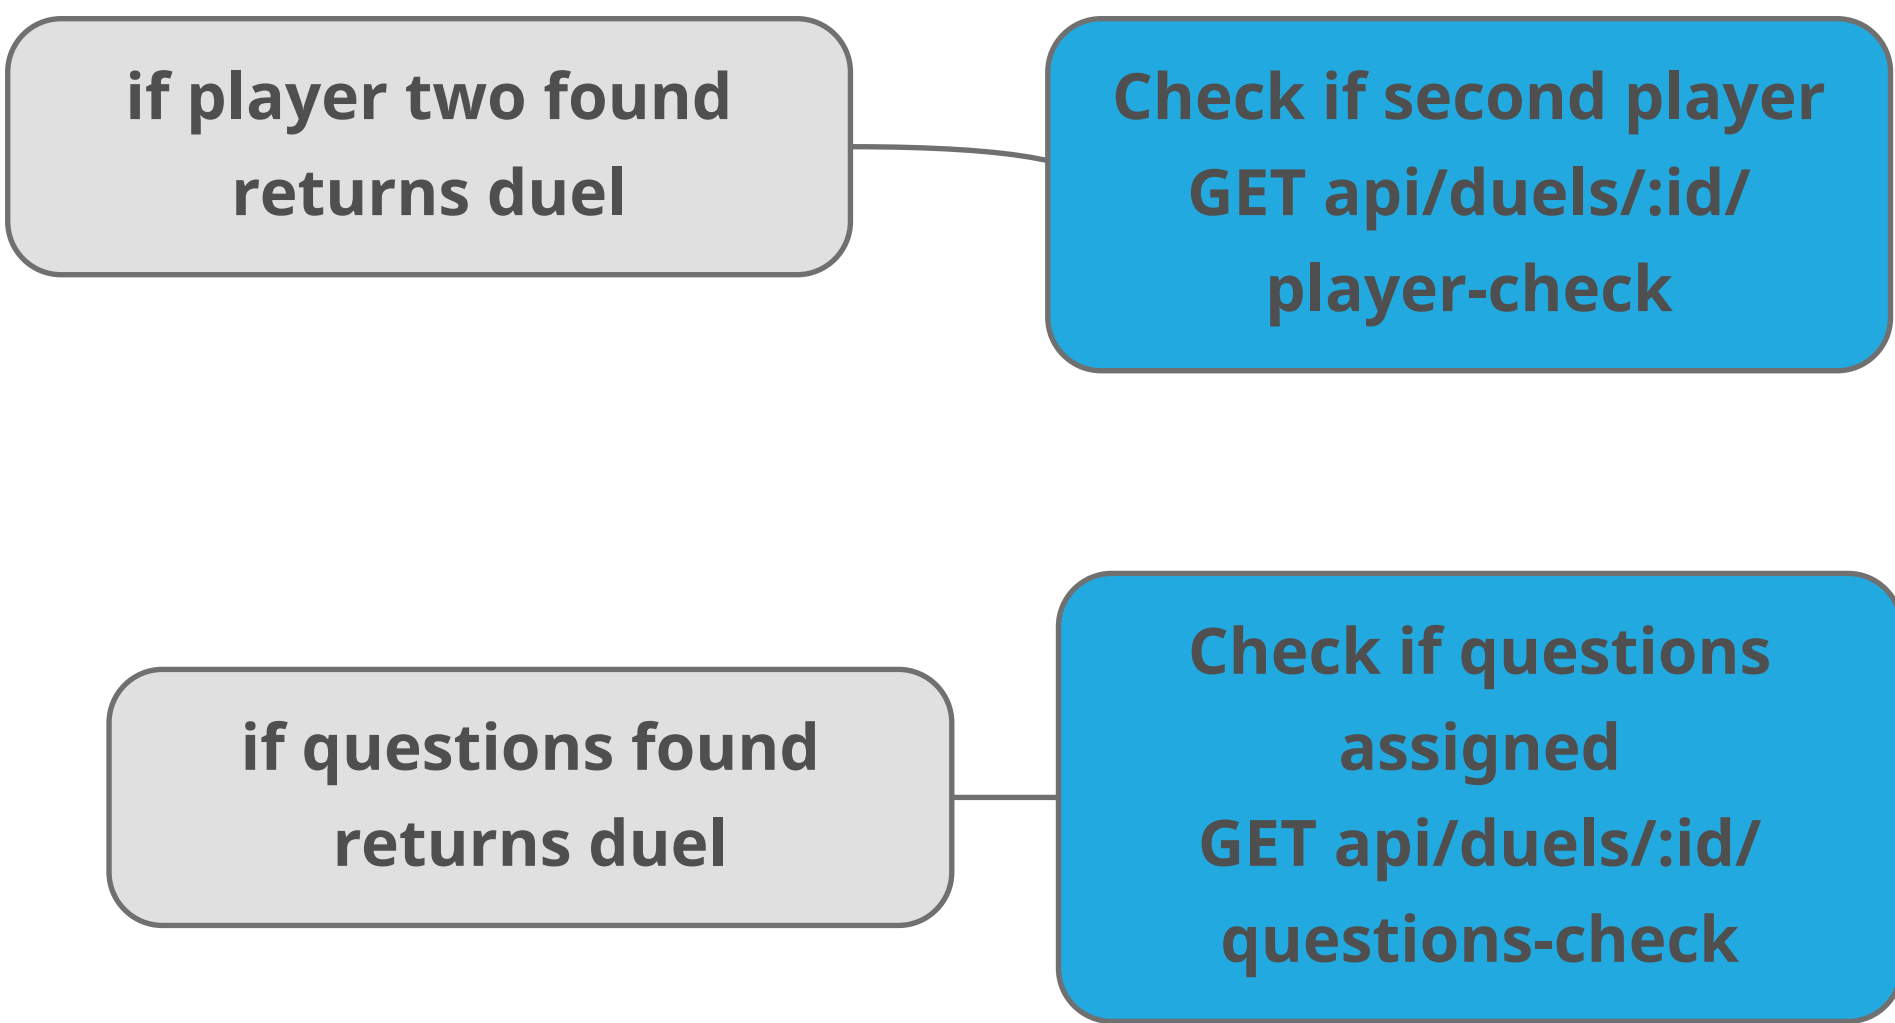 if player two found
returns duel
Check if second player
GET api/duels/:id/
player-check
if questions found
returns duel
Check if questions
assigned
GET api/duels/:id/
questions-check